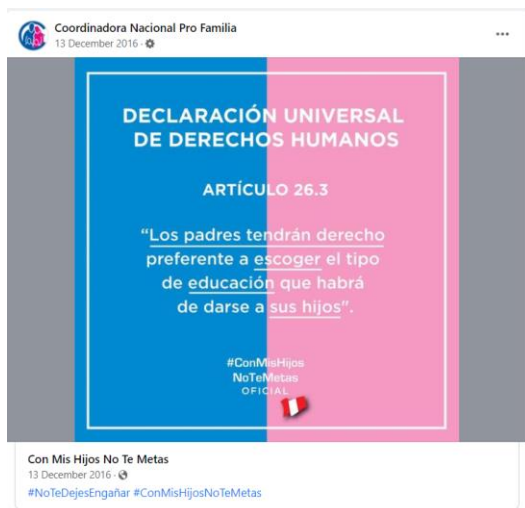 Coordinadora Nacional Pro Familia
13 December 2016 ·
DECLARACIÓN UNIVERSAL
DE DERECHOS HUMANOS
ARTÍCULO 26.3
“Los padres tendrán derecho
preferente a escoger el tipo
de educación que habrá
de darse a sus hijos".
#ConMisHijos
NoTeMetas
OFICIAL
Con Mis Hijos No Te Metas
13 December 2016 ·
#NoTeDejesEngañar #ConMisHijosNoTeMetas